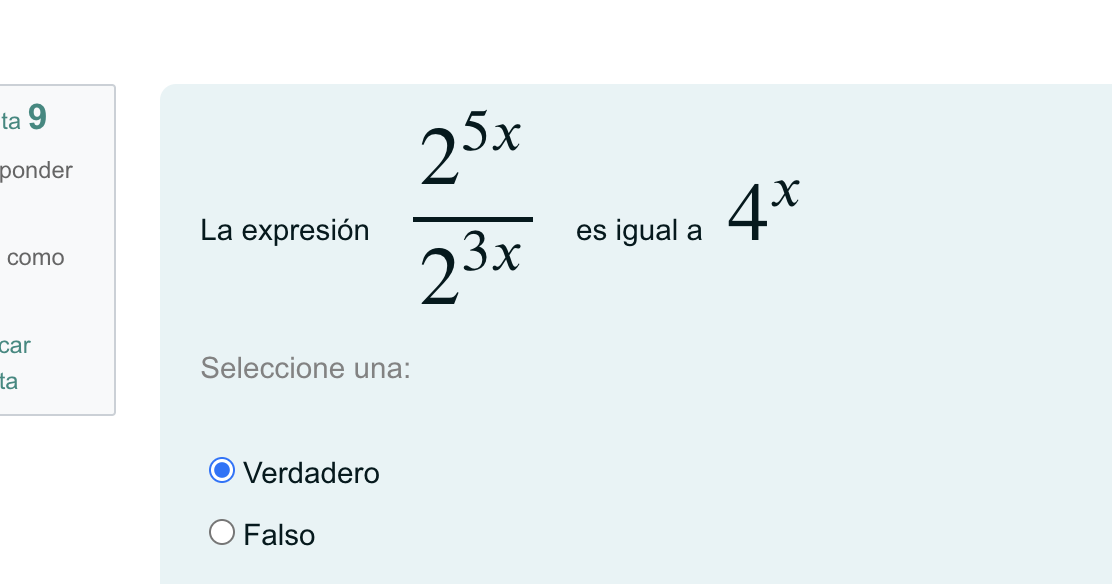 ta 9
ponder
como
car
ta
La expresión 2^{5x} / 2^{3x} es igual a 4^x
Seleccione una:
Verdadero
Falso